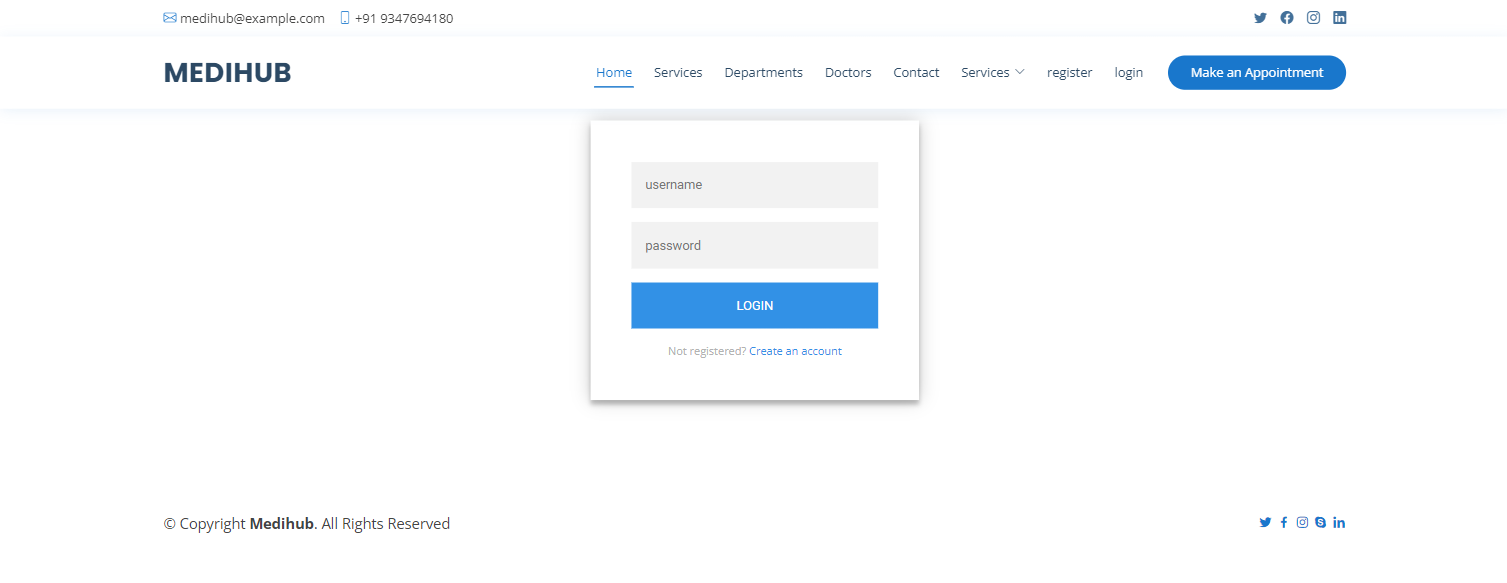 medihub@example.com +91 9347694180
MEDIHUB Home Services Departments Doctors Contact Services register login Make an Appointment
username
password
LOGIN
Not registered? Create an account
© Copyright Medihub. All Rights Reserved